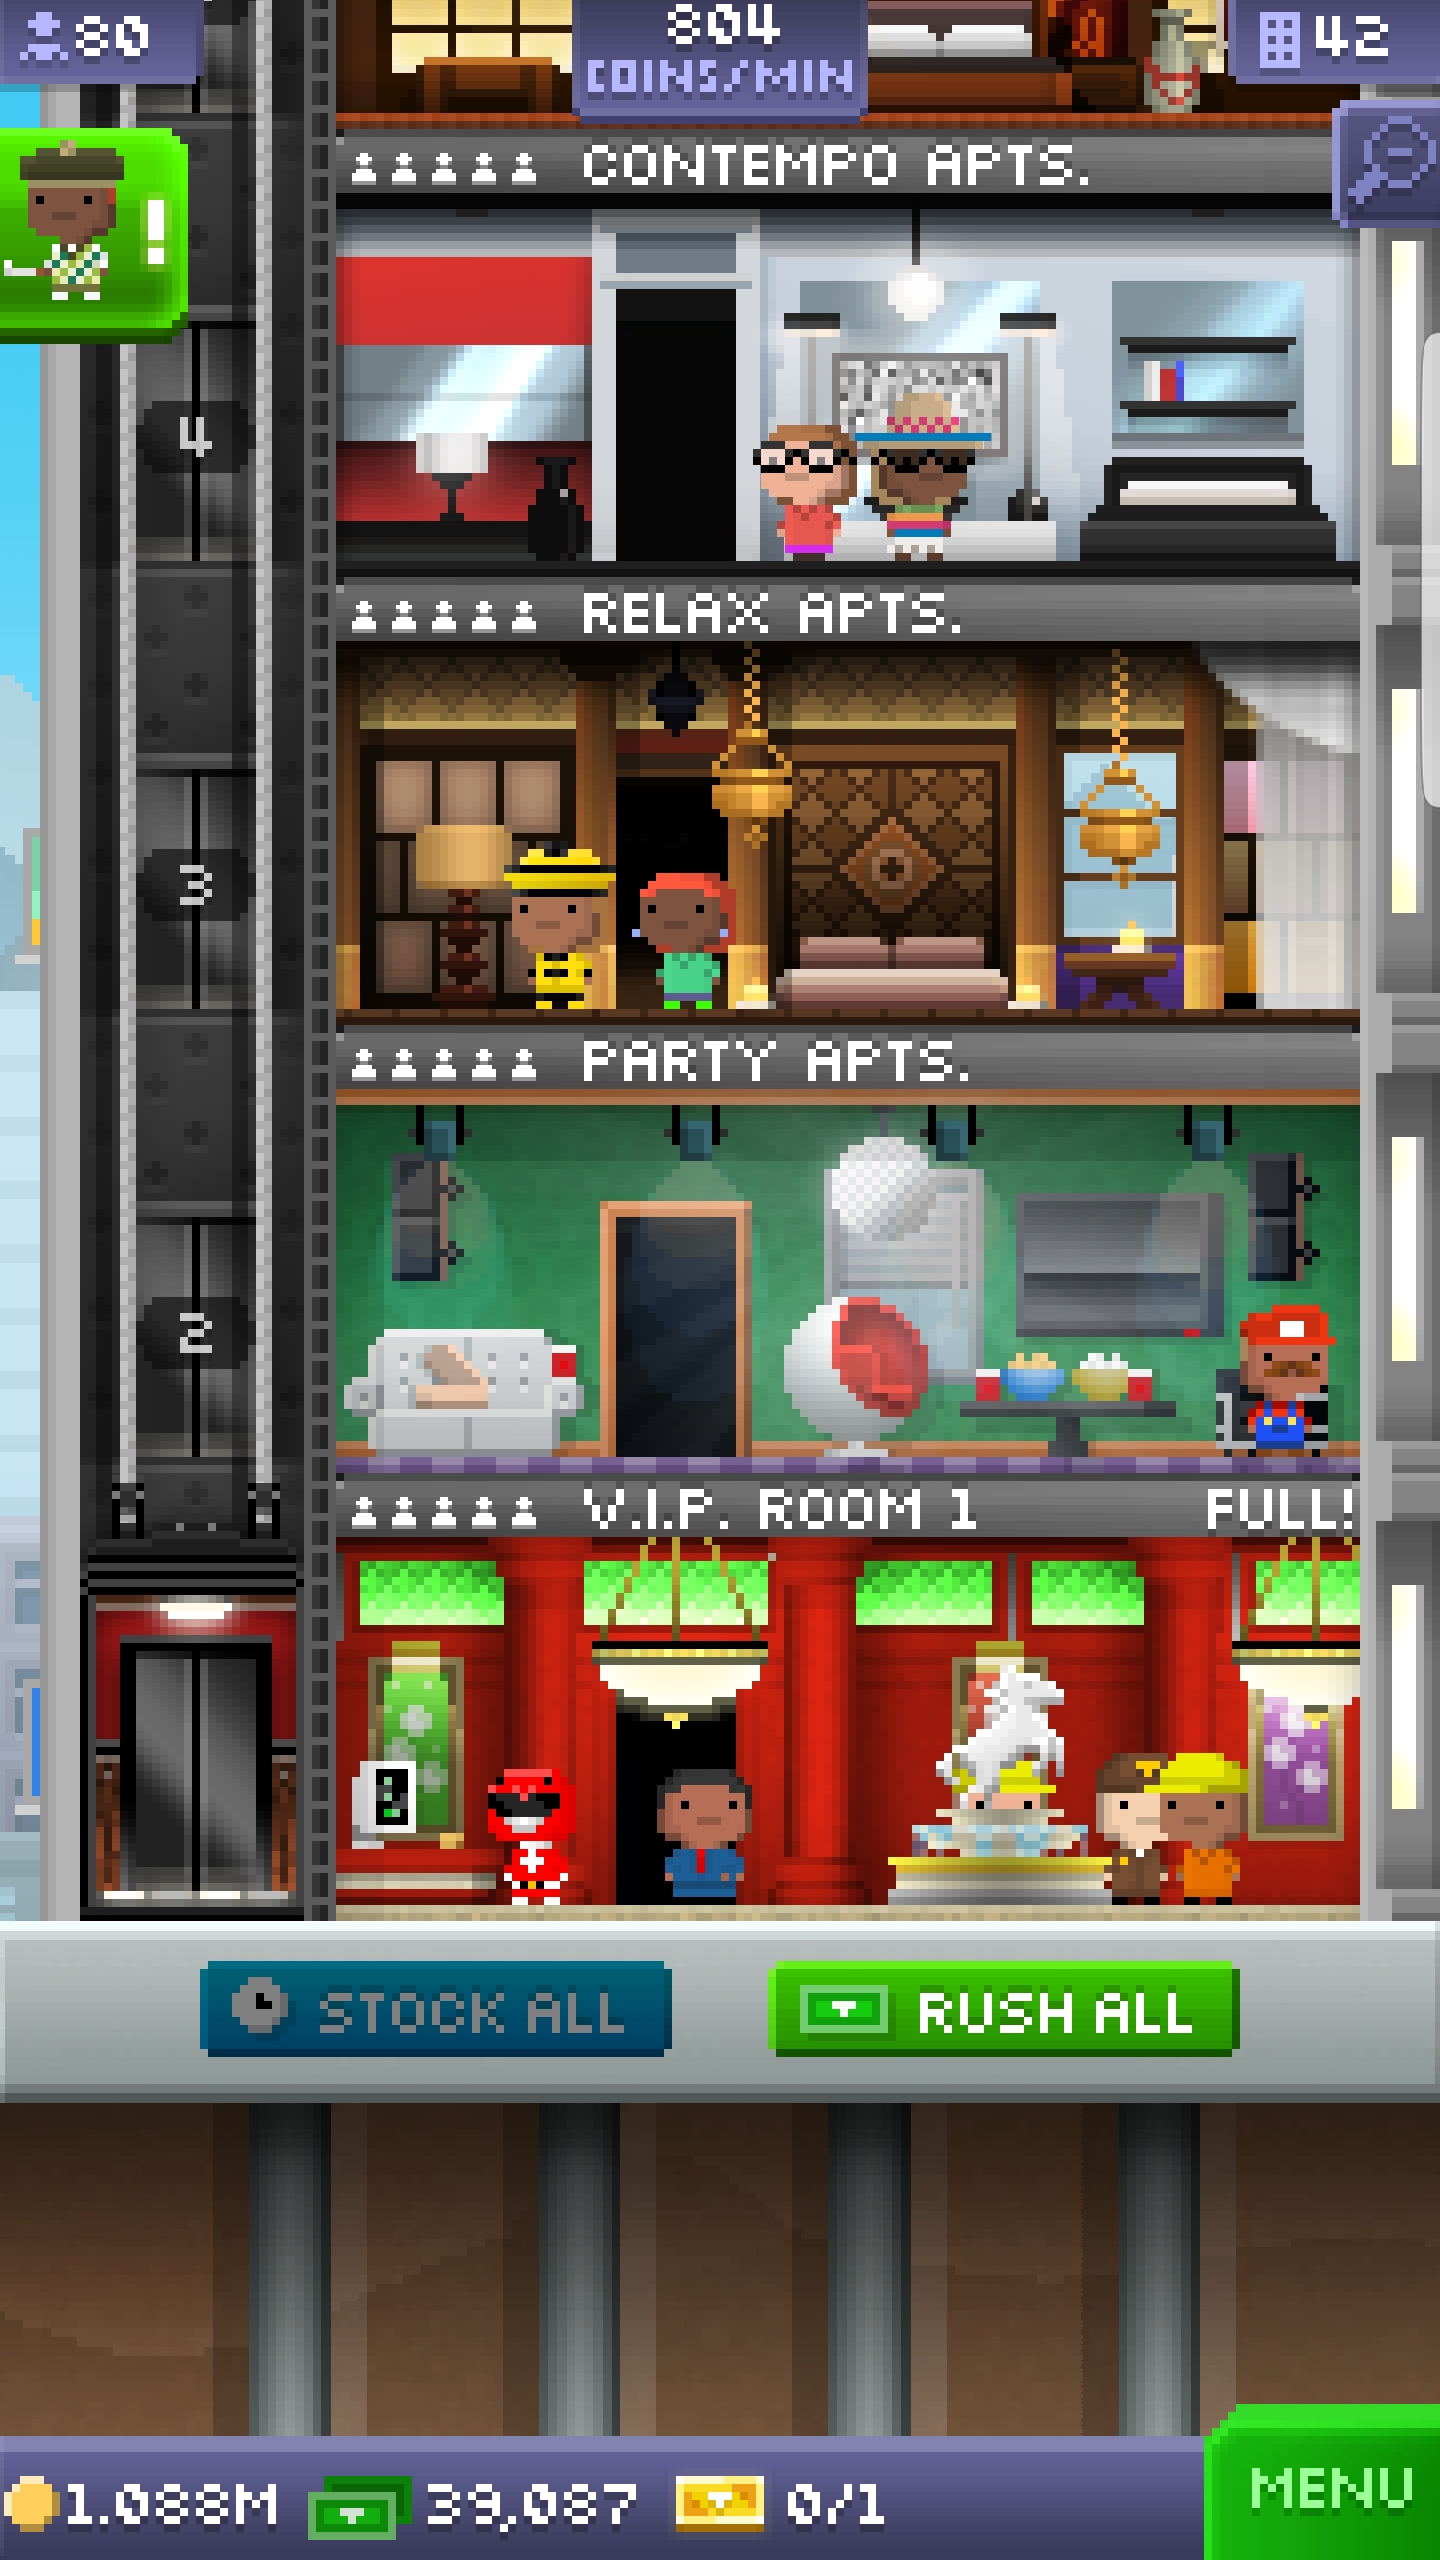 80
804
COINS/MIN
42
!
CONTEMPO APTS.
4
RELAX APTS.
3
PARTY APTS.
2
V.I.P. ROOM 1 FULL!
STOCK ALL
RUSH ALL
1.088M 39,087 0/1
MENU